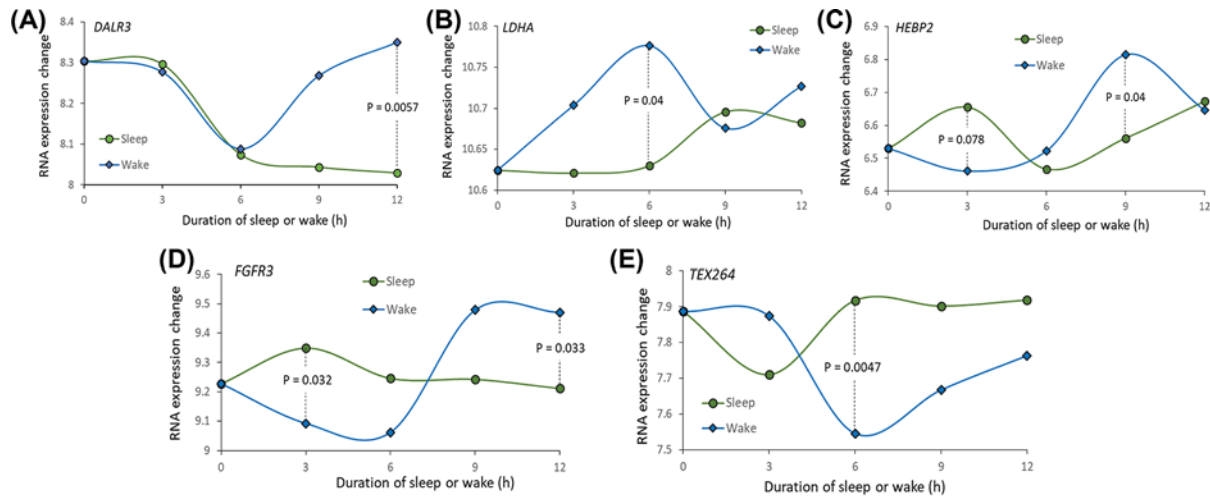 (A)
DALR3
RNA expression change
8.4
8.3
8.2
8.1
8
P = 0.0057
Sleep
Wake
0 3 6 9 12
Duration of sleep or wake (h)
(B)
LDHA
RNA expression change
10.8
10.75
10.7
10.65
10.6
Sleep
Wake
P = 0.04
0 3 6 9 12
Duration of sleep or wake (h)
(C)
HEBP2
RNA expression change
6.9
6.8
6.7
6.6
6.5
6.4
Sleep
Wake
P = 0.04
P = 0.078
0 3 6 9 12
Duration of sleep or wake (h)
(D)
FGFR3
RNA expression change
9.6
9.5
9.4
9.3
9.2
9.1
9
Sleep
Wake
P = 0.033
P = 0.032
0 3 6 9 12
Duration of sleep or wake (h)
(E)
TEX264
RNA expression change
8
7.9
7.8
7.7
7.6
7.5
P = 0.0047
Sleep
Wake
0 3 6 9 12
Duration of sleep or wake (h)